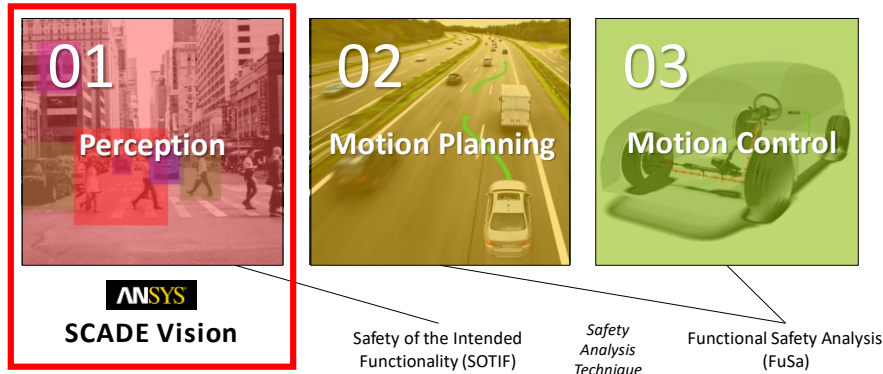 01
Perception
02
Motion Planning
03
Motion Control
ANSYS
SCADE Vision
Safety of the Intended
Functionality (SOTIF)
Safety
Analysis
Technique
Functional Safety Analysis
(FuSa)